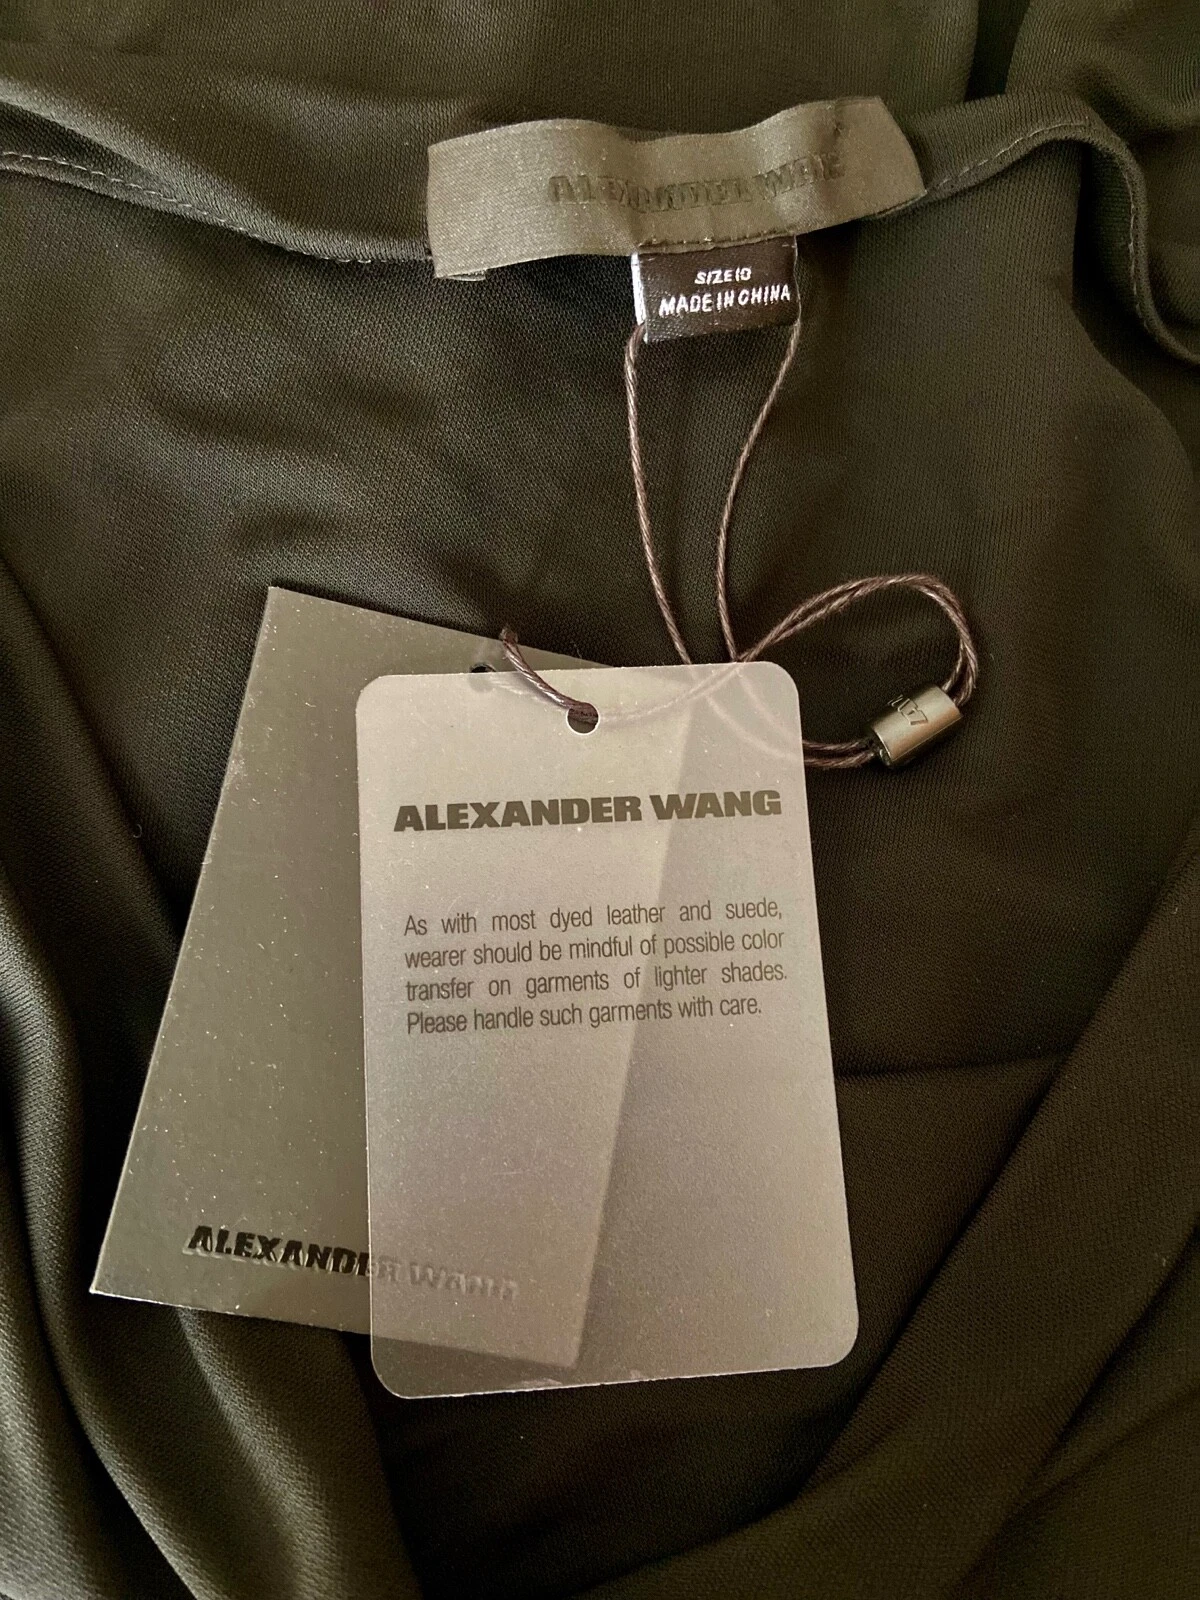 ALEXANDER WANG
SIZE 10
MADE IN CHINA
ALEXANDER WANG
As with most dyed leather and suede,
wearer should be mindful of possible color
transfer on garments of lighter shades.
Please handle such garments with care.
ALEXANDER WANG